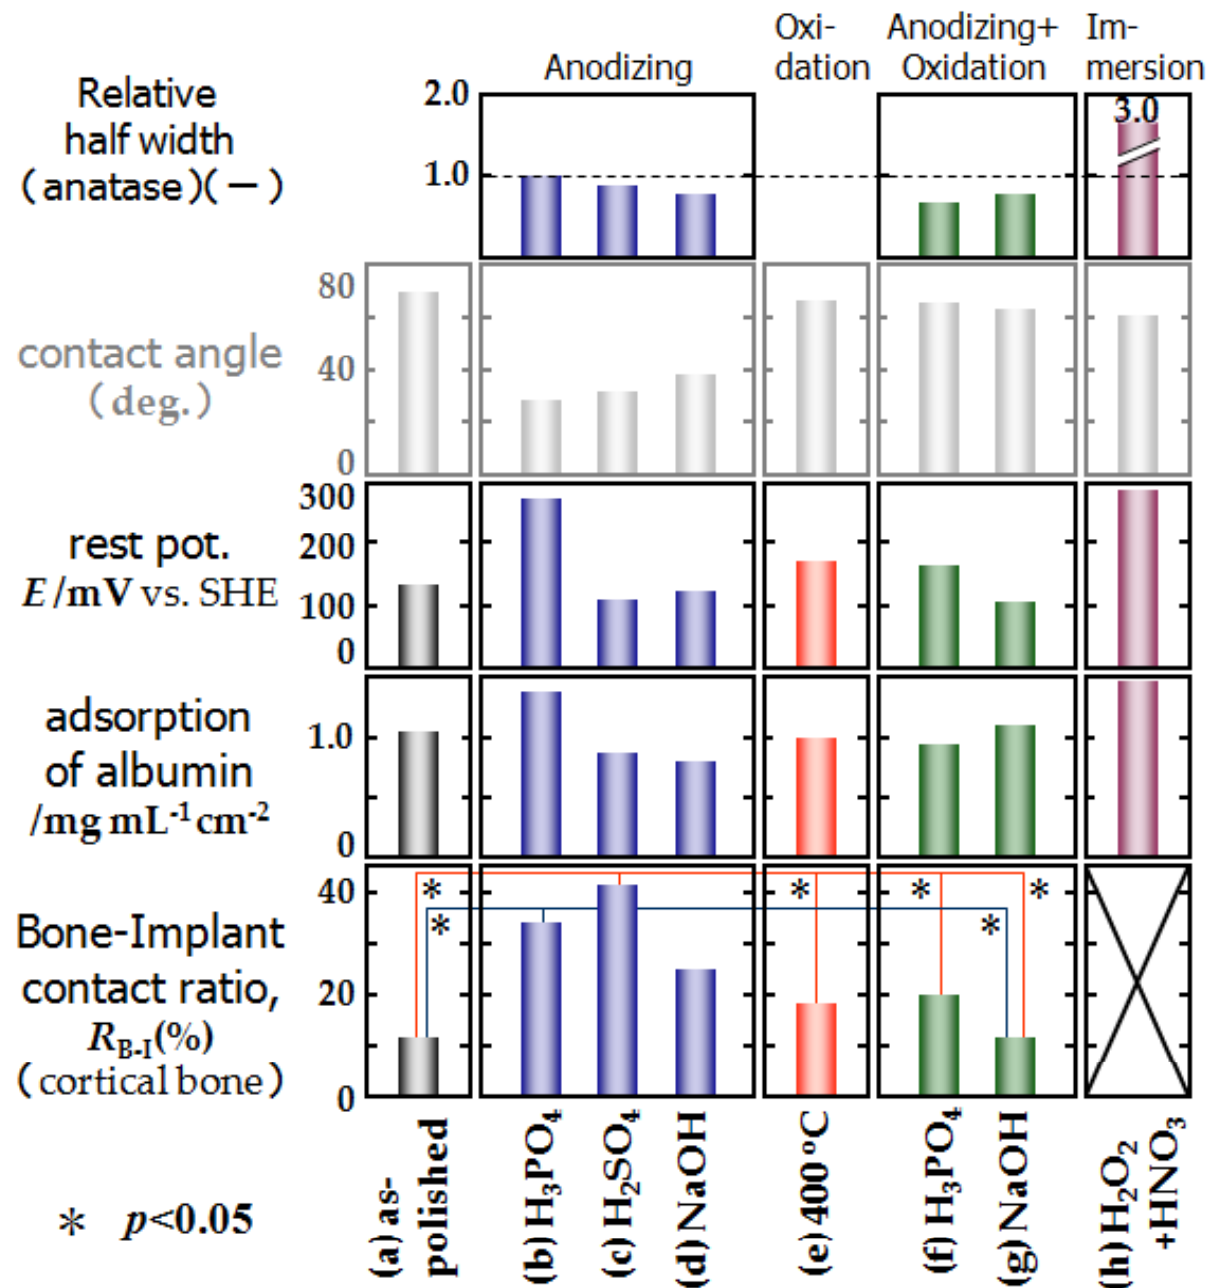 Oxi-
dation
Anodizing+
Oxidation
Im-
mersion
Anodizing
Relative
half width
(anatase)(−)
2.0
1.0
3.0
contact angle
(deg.)
80
40
0
rest pot.
E/mV vs. SHE
300
200
100
0
adsorption
of albumin
/mg mL⁻¹ cm⁻²
1.0
0
Bone-Implant
contact ratio,
R_B-I(%)
(cortical bone)
40
20
0
* * * *
* *
(a) as-
polished
(b) H₃PO₄
(c) H₂SO₄
(d) NaOH
(e) 400 °C
(f) H₃PO₄
(g) NaOH
(h) H₂O₂
+HNO₃
* p<0.05